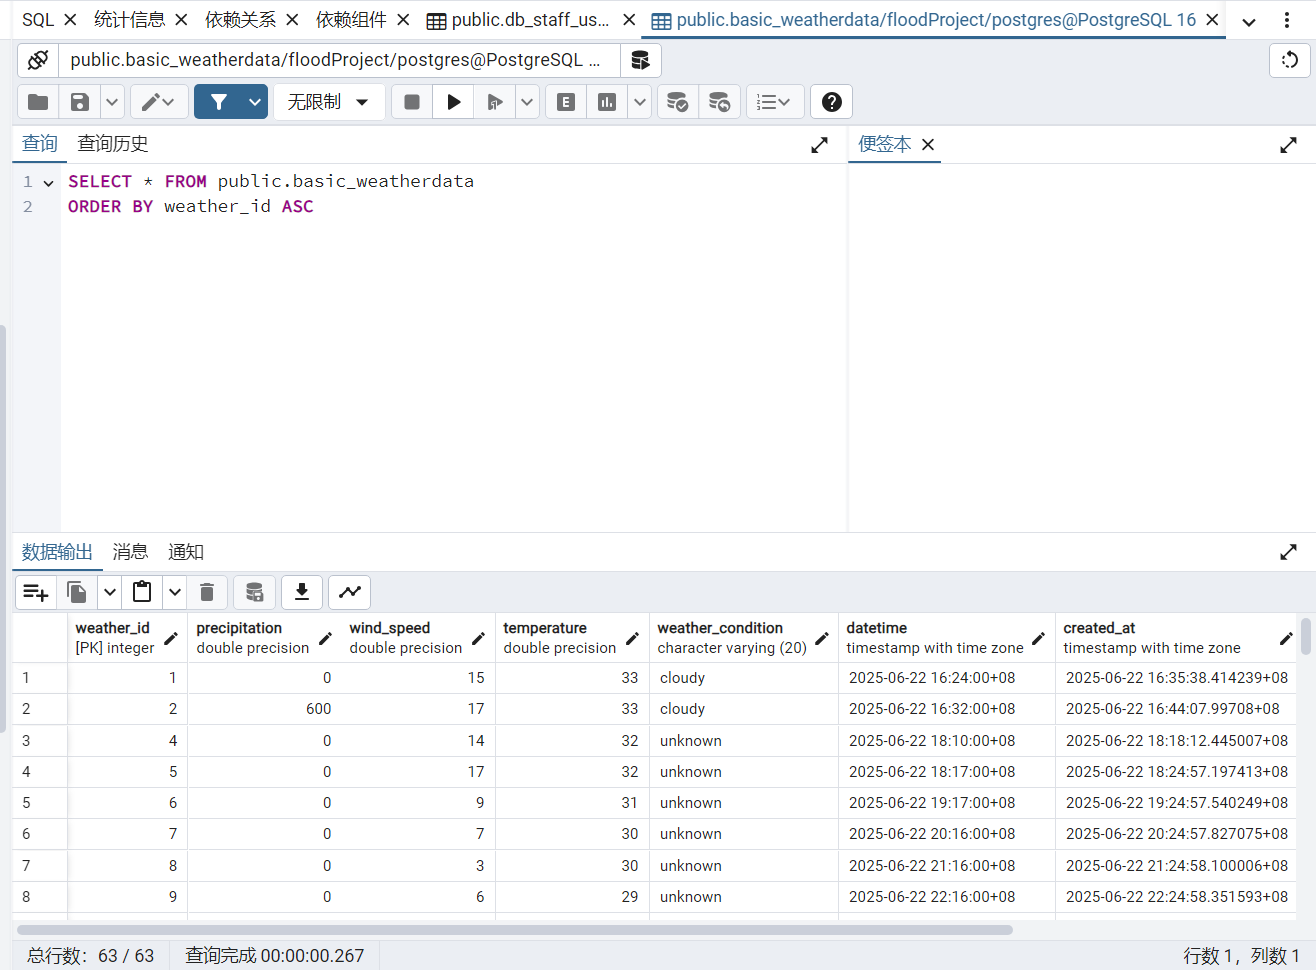 SQL 统计信息 依赖关系 依赖组件 public.db_staff_us... public.basic_weatherdata/floodProject/postgres@PostgreSQL 16
public.basic_weatherdata/floodProject/postgres@PostgreSQL ...
无限制 E
查询 查询历史 便签本
1 SELECT * FROM public.basic_weatherdata
2 ORDER BY weather_id ASC
数据输出 消息 通知
weather_id precipitation wind_speed temperature weather_condition datetime created_at
[PK] integer double precision double precision double precision character varying (20) timestamp with time zone timestamp with time zone
1 1 0 15 33 cloudy 2025-06-22 16:24:00+08 2025-06-22 16:35:38.414239+08
2 2 600 17 33 cloudy 2025-06-22 16:32:00+08 2025-06-22 16:44:07.99708+08
3 4 0 14 32 unknown 2025-06-22 18:10:00+08 2025-06-22 18:18:12.445007+08
4 5 0 17 32 unknown 2025-06-22 18:17:00+08 2025-06-22 18:24:57.197413+08
5 6 0 9 31 unknown 2025-06-22 19:17:00+08 2025-06-22 19:24:57.540249+08
6 7 0 7 30 unknown 2025-06-22 20:16:00+08 2025-06-22 20:24:57.827075+08
7 8 0 3 30 unknown 2025-06-22 21:16:00+08 2025-06-22 21:24:58.100006+08
8 9 0 6 29 unknown 2025-06-22 22:16:00+08 2025-06-22 22:24:58.351593+08
总行数：63 / 63 查询完成 00:00:00.267 行数 1，列数 1